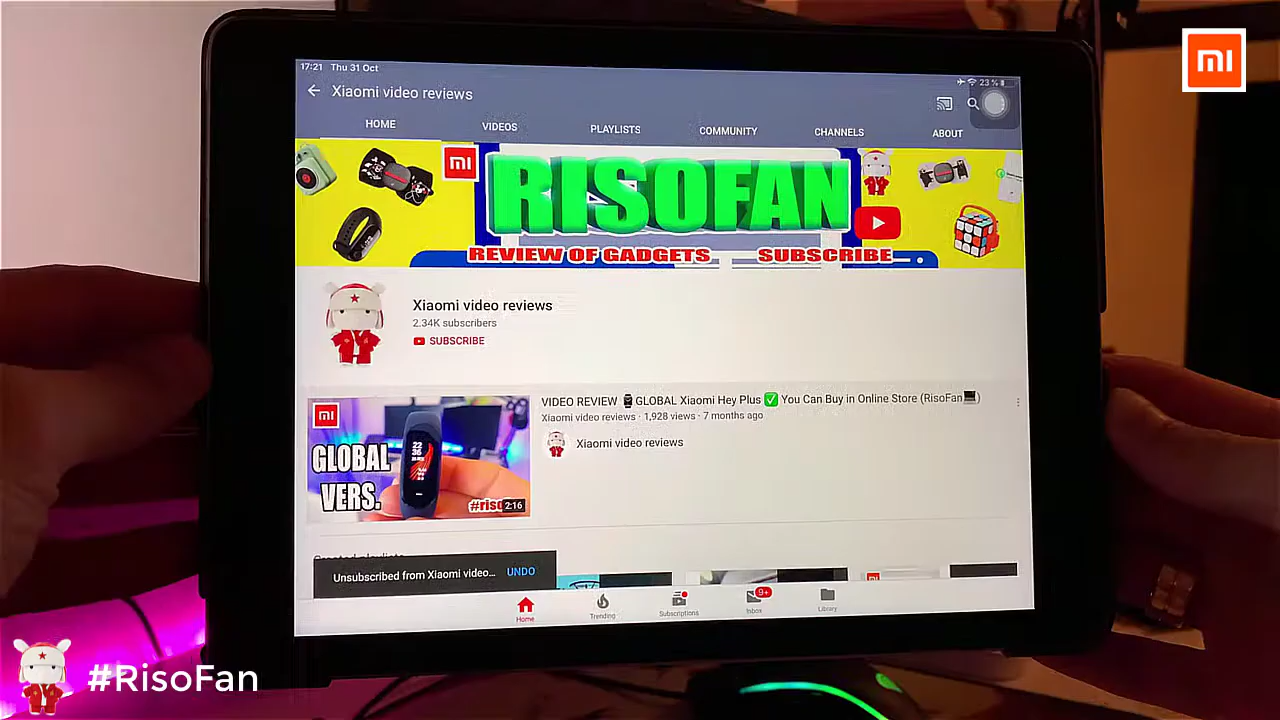 17:21 Thu 31 Oct
23 %
Xiaomi video reviews
HOME
VIDEOS
PLAYLISTS
COMMUNITY
CHANNELS
ABOUT
mi
mi
RISOFAN
REVIEW OF GADGETS
SUBSCRIBE
Xiaomi video reviews
2.34K subscribers
SUBSCRIBE
mi
GLOBAL
VERS.
22
36
2:16
VIDEO REVIEW ⌚GLOBAL Xiaomi Hey Plus ✅ You Can Buy in Online Store (RisoFan💻)
Xiaomi video reviews · 1,928 views · 7 months ago
Xiaomi video reviews
Created playlists
Unsubscribed from Xiaomi video...
UNDO
mi
Home
Trending
Subscriptions
9+
Inbox
Library
#RisoFan